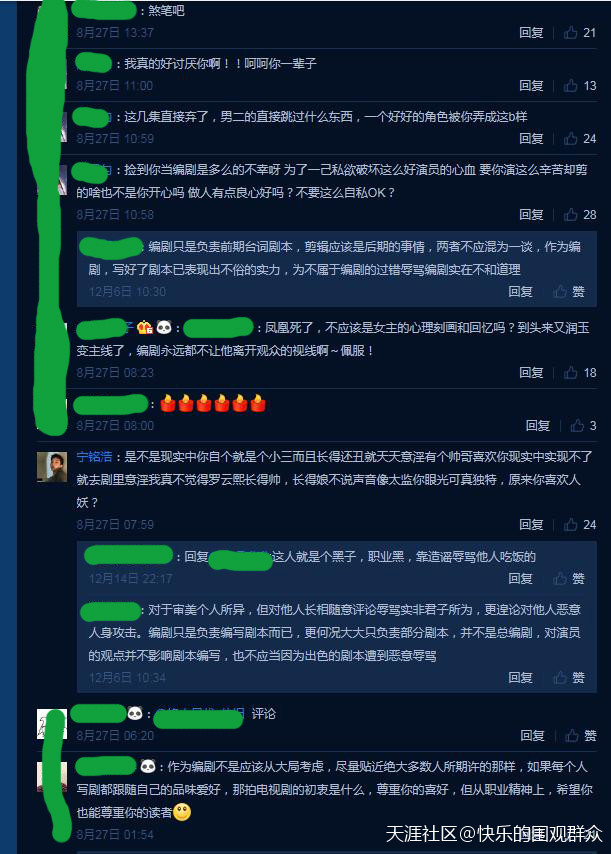 ：煞笔吧
8月27日 13:37 回复 21
：我真的好讨厌你啊！！呵呵你一辈子
8月27日 11:00 回复 13
：这几集直接弃了，男二的直接跳过什么东西，一个好好的角色被你弄成这b样
8月27日 10:59 回复 24
：捡到你当编剧是多么的不幸呀 为了一己私欲破坏这么好演员的心血 要你演这么辛苦却剪
的啥也不是你开心吗 做人有点良心好吗？不要这么自私OK？
8月27日 10:58 回复 28
：编剧只是负责前期台词剧本，剪辑应该是后期的事情，两者不应混为一谈，作为编
剧，写好了剧本已表现出不俗的实力，为不属于编剧的过错辱骂编剧实在不和道理
12月6日 10:30 回复 赞
：凤凰死了，不应该是女主的心理刻画和回忆吗？到头来又润玉
变主线了，编剧永远都不让他离开观众的视线啊～佩服！
8月27日 08:23 回复 18
：
8月27日 08:00 回复 3
宁铭浩：是不是现实中你自个就是个小三而且长得还丑就天天意淫有个帅哥喜欢你现实中实现不了
就去剧里意淫我真不觉得罗云熙长得帅，长得娘不说声音像太监你眼光可真独特，原来你喜欢人
妖？
8月27日 07:59 回复 24
：回复 这人就是个黑子，职业黑，靠造谣辱骂他人吃饭的
12月14日 22:17 回复 赞
：对于审美个人所异，但对他人长相随意评论辱骂实非君子所为，更遑论对他人恶意
人身攻击。编剧只是负责编写剧本而已，更何况大大只负责部分剧本，并不是总编剧，对演员
的观点并不影响剧本编写，也不应当因为出色的剧本遭到恶意辱骂
12月6日 10:34 回复 赞
： 评论
8月27日 06:20 回复 赞
：作为编剧不是应该从大局考虑，尽量贴近绝大多数人所期许的那样，如果每个人
写剧都跟随自己的品味爱好，那拍电视剧的初衷是什么，尊重你的喜好，但从职业精神上，希望你
也能尊重你的读者
8月27日 01:54
天涯社区@快乐的围观群众